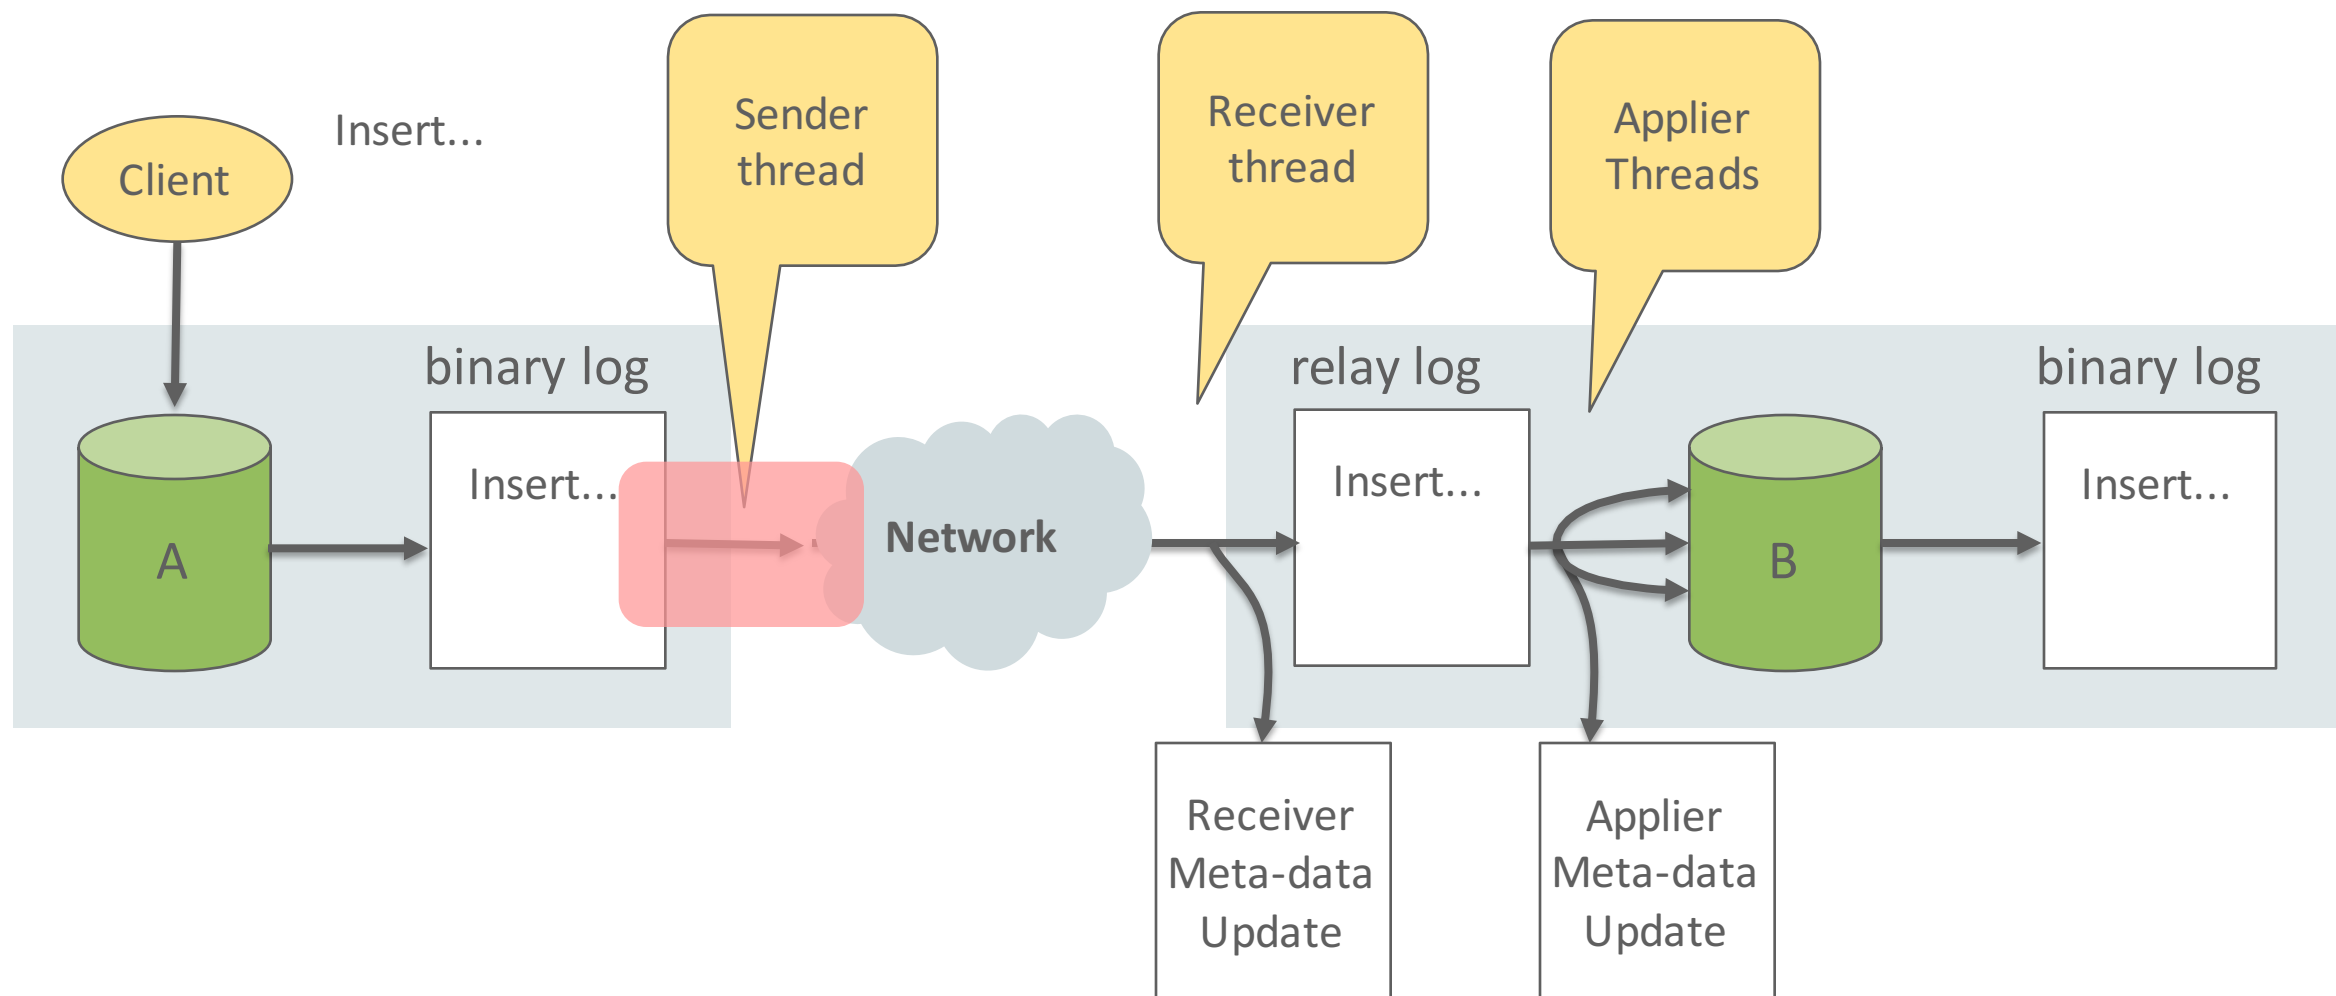 Client
Insert...
Sender
thread
Receiver
thread
Applier
Threads
binary log
Insert...
A
Network
relay log
Insert...
B
binary log
Insert...
Receiver
Meta-data
Update
Applier
Meta-data
Update